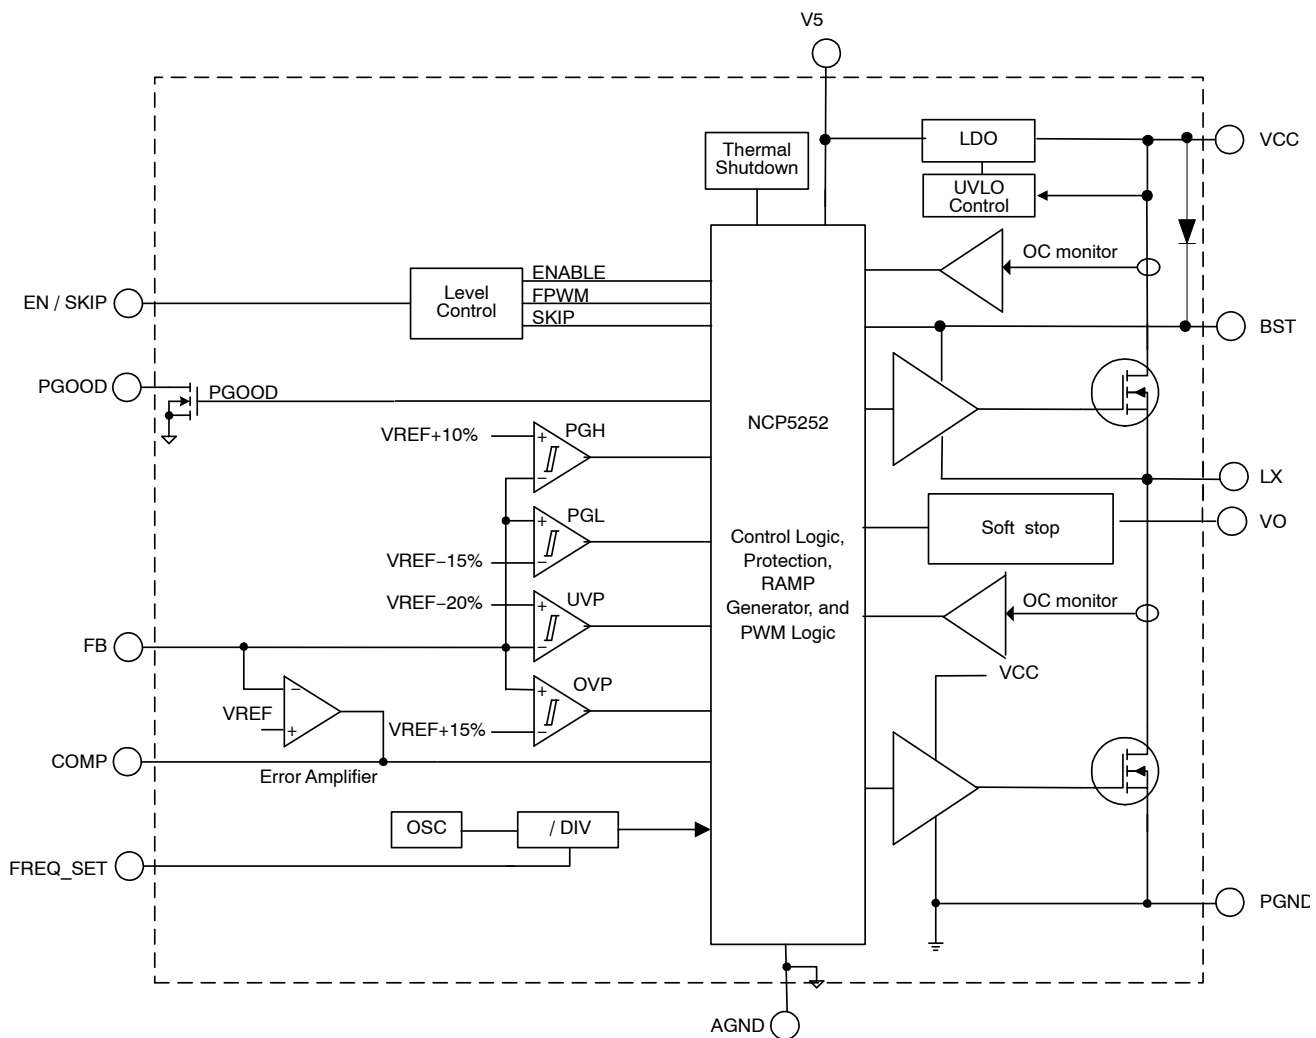 V5
LDO
VCC
Thermal
Shutdown
UVLO
Control
OC monitor
EN / SKIP
Level
Control
ENABLE
FPWM
SKIP
BST
PGOOD
PGOOD
VREF+10%
+
PGH
−
NCP5252
LX
+
PGL
VREF−15%
−
Soft stop
VO
Control Logic,
Protection,
RAMP
Generator, and
PWM Logic
VREF−20%
+
UVP
−
OC monitor
FB
VCC
+
OVP
VREF+15%
−
−
VREF
+
COMP
Error Amplifier
OSC
/ DIV
FREQ_SET
PGND
AGND